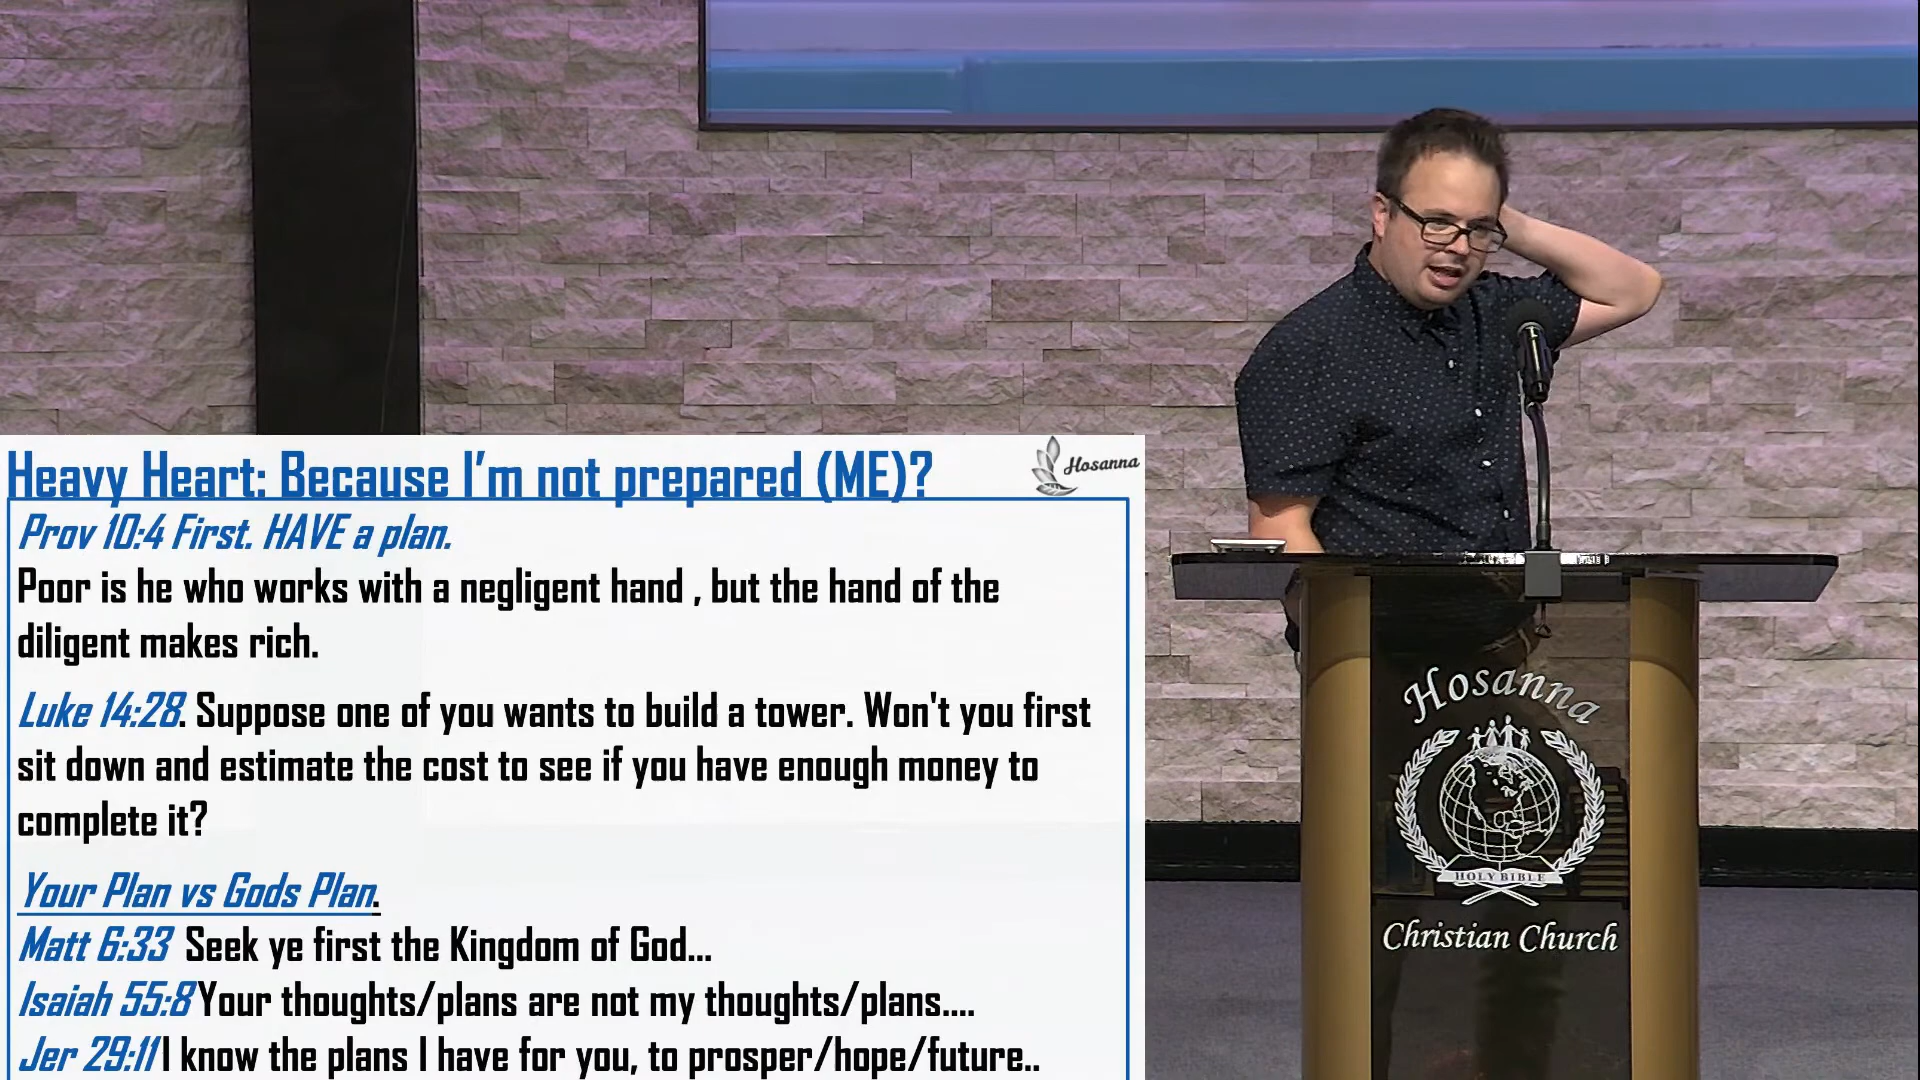 Heavy Heart: Because I'm not prepared (ME)?
Hosanna
Prov 10:4 First. HAVE a plan.
Poor is he who works with a negligent hand , but the hand of the
diligent makes rich.
Luke 14:28. Suppose one of you wants to build a tower. Won't you first
sit down and estimate the cost to see if you have enough money to
complete it?
Your Plan vs Gods Plan.
Matt 6:33 Seek ye first the Kingdom of God...
Isaiah 55:8 Your thoughts/plans are not my thoughts/plans....
Jer 29:11 I know the plans I have for you, to prosper/hope/future..
Hosanna
HOLY BIBLE
Christian Church